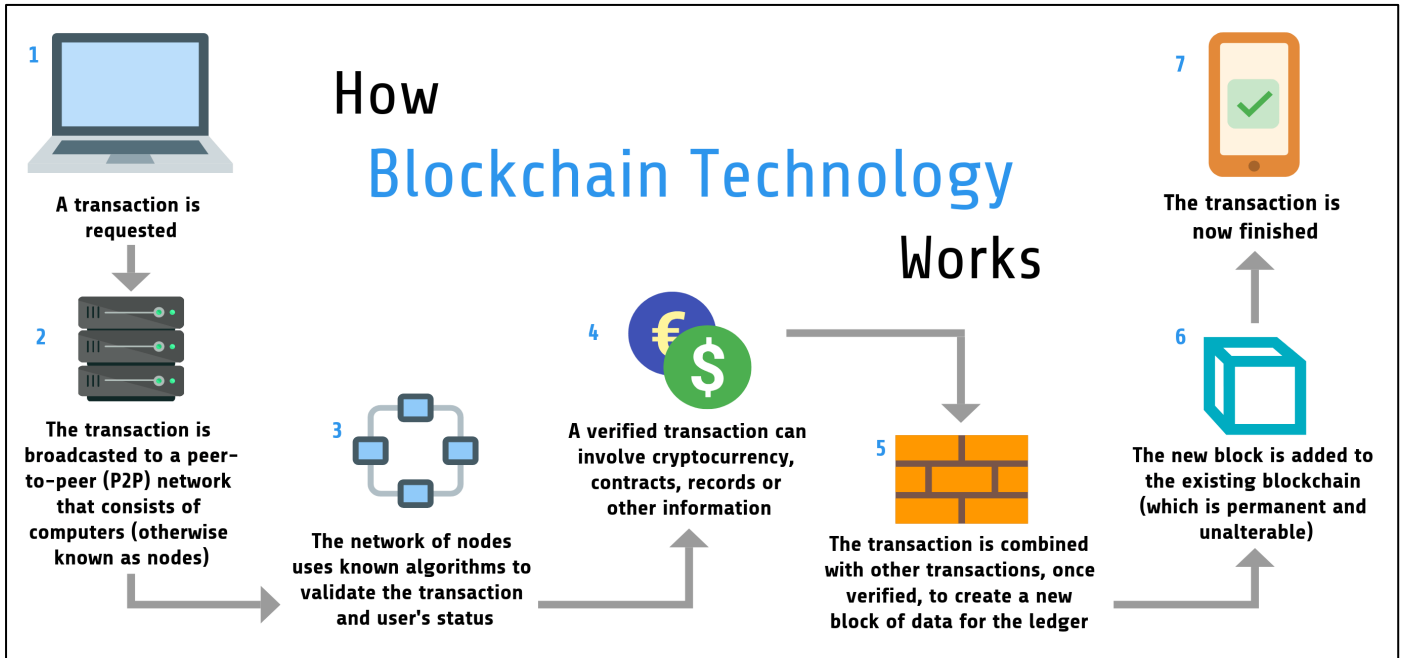 How
Blockchain Technology
Works
1
A transaction is
requested
2
The transaction is
broadcasted to a peer-
to-peer (P2P) network
that consists of
computers (otherwise
known as nodes)
3
The network of nodes
uses known algorithms to
validate the transaction
and user's status
4
€
$
A verified transaction can
involve cryptocurrency,
contracts, records or
other information
5
The transaction is combined
with other transactions, once
verified, to create a new
block of data for the ledger
6
The new block is added to
the existing blockchain
(which is permanent and
unalterable)
7
The transaction is
now finished